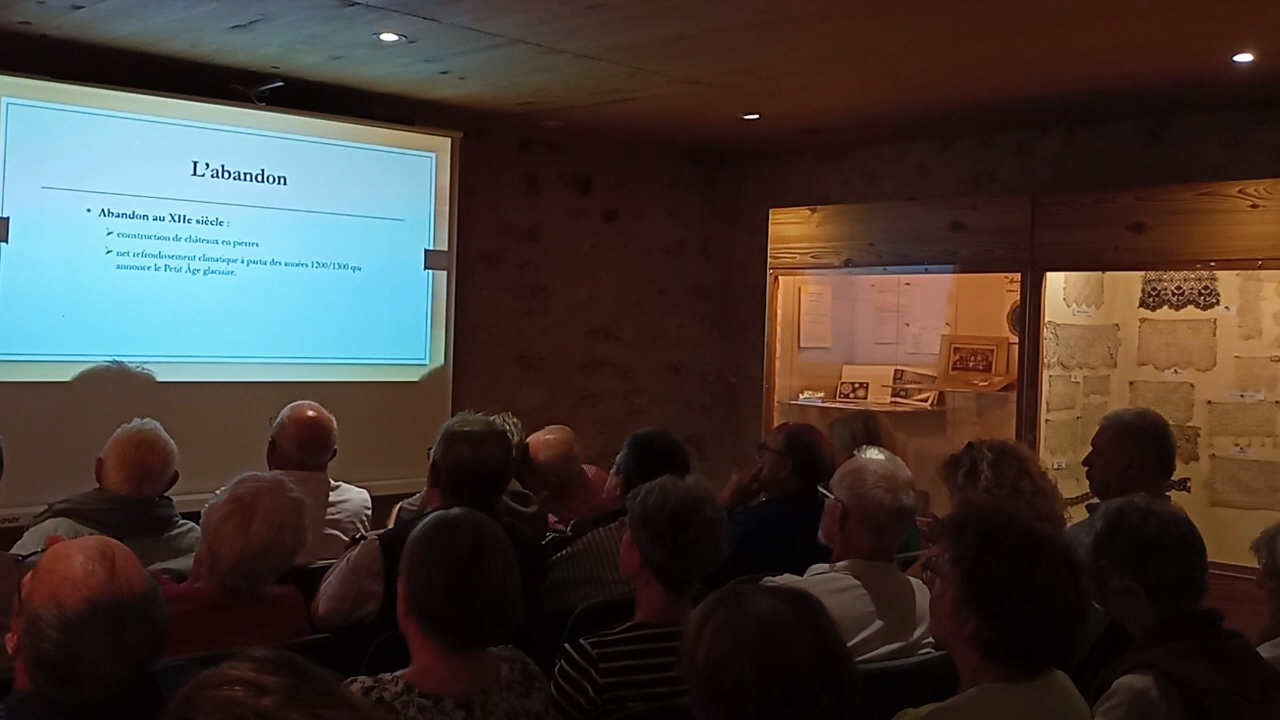 L'abandon
• Abandon au XIIe siècle :
➢ construction de châteaux en pierres
➢ net refroidissement climatique à partir des années 1200/1300 qui
annonce le Petit Âge glaciaire.